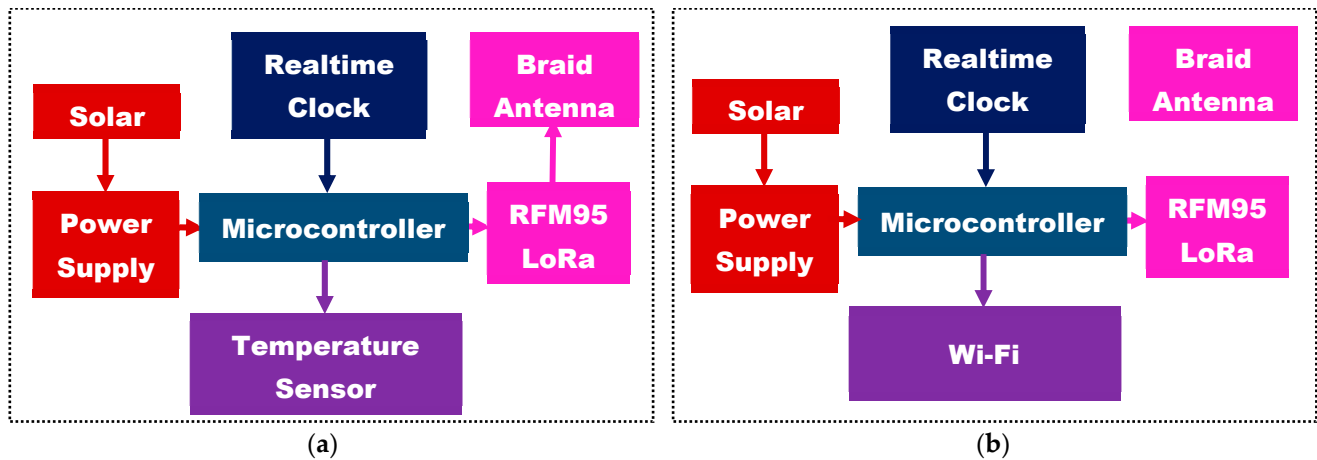 Solar
Power
Supply
Realtime
Clock
Microcontroller
Temperature
Sensor
Braid
Antenna
RFM95
LoRa
(a)
Solar
Power
Supply
Realtime
Clock
Microcontroller
Wi-Fi
Braid
Antenna
RFM95
LoRa
(b)